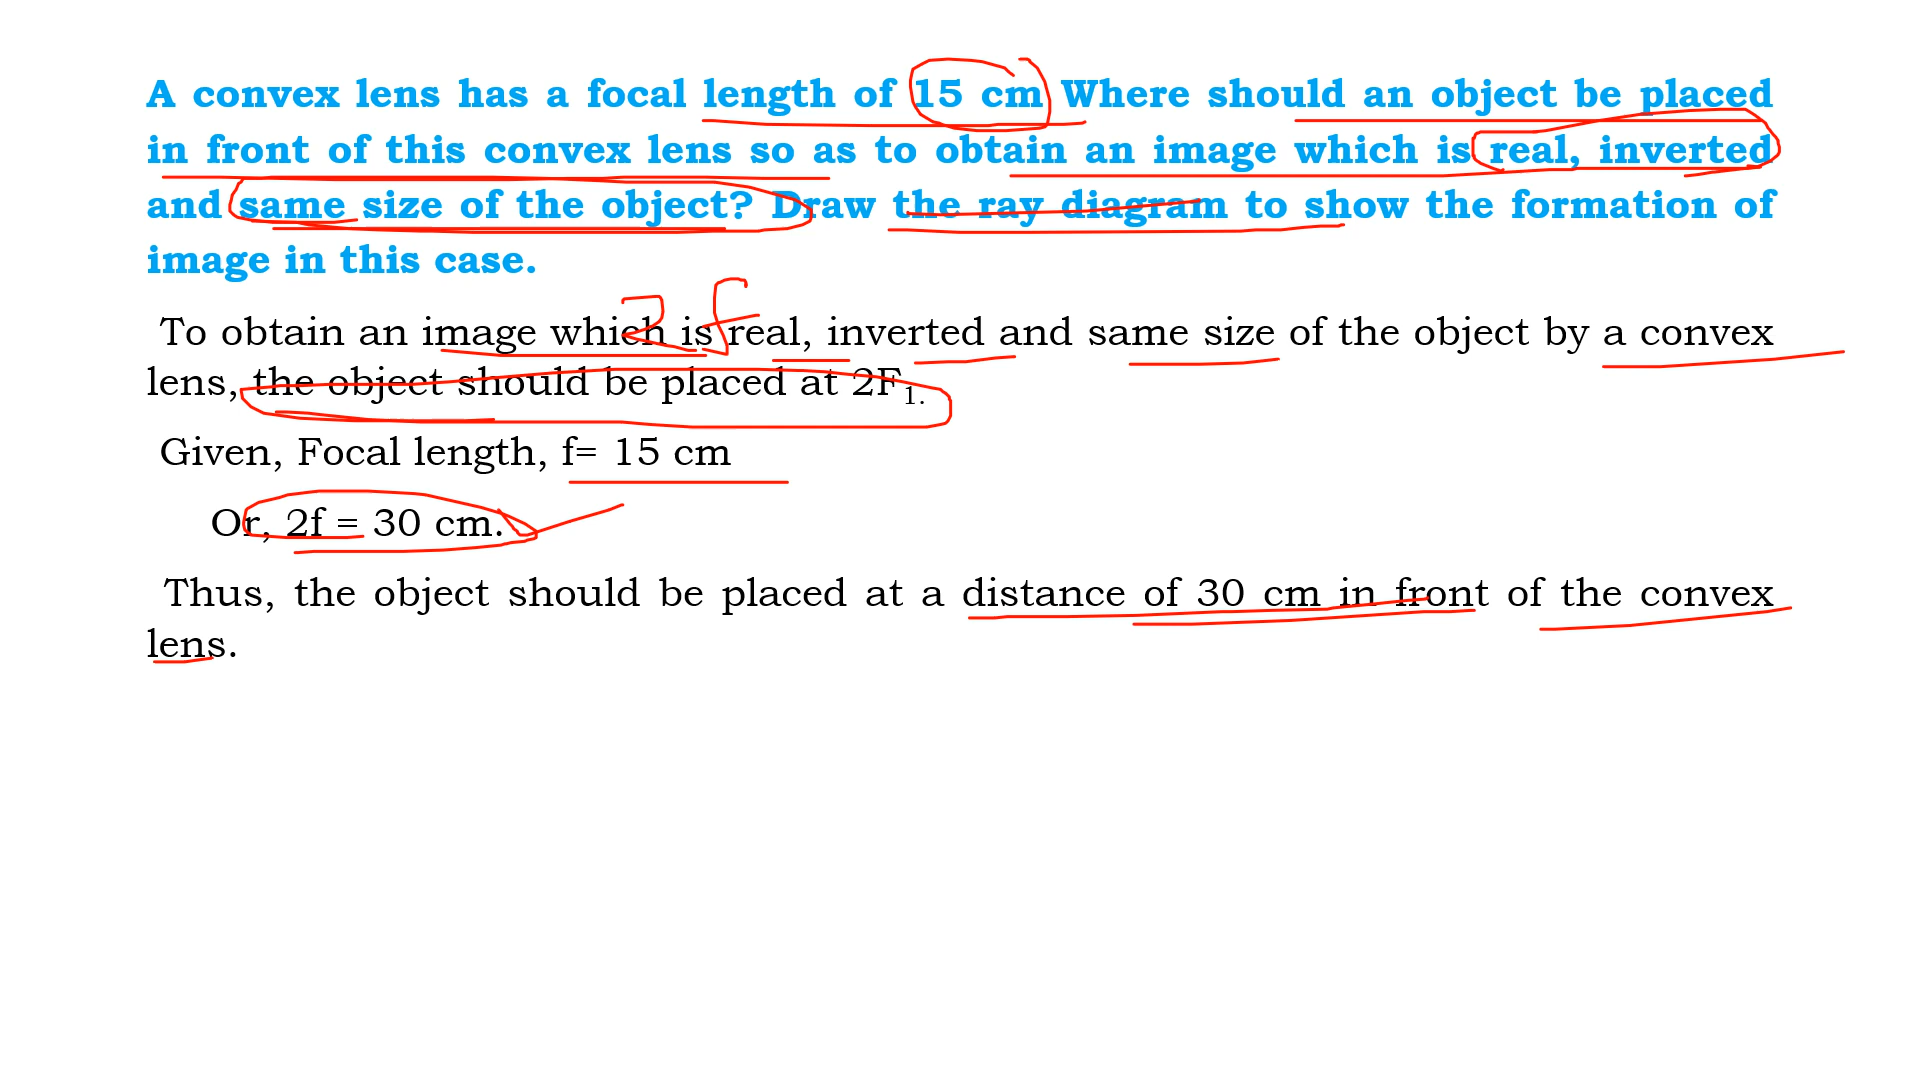 A convex lens has a focal length of 15 cm Where should an object be placed
in front of this convex lens so as to obtain an image which is real, inverted
and same size of the object? Draw the ray diagram to show the formation of
image in this case.
2f
To obtain an image which is real, inverted and same size of the object by a convex
lens, the object should be placed at 2F₁.
Given, Focal length, f= 15 cm
Or, 2f = 30 cm.
Thus, the object should be placed at a distance of 30 cm in front of the convex
lens.